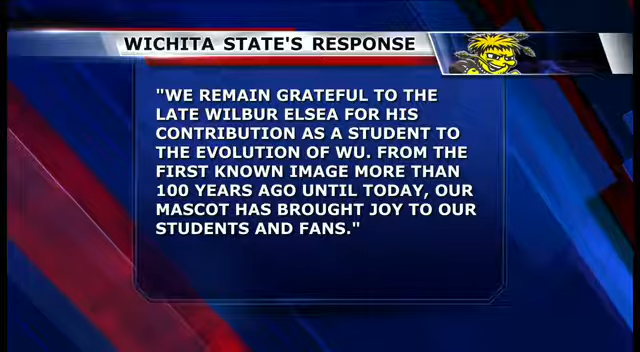 WICHITA STATE'S RESPONSE
"WE REMAIN GRATEFUL TO THE
LATE WILBUR ELSEA FOR HIS
CONTRIBUTION AS A STUDENT TO
THE EVOLUTION OF WU. FROM THE
FIRST KNOWN IMAGE MORE THAN
100 YEARS AGO UNTIL TODAY, OUR
MASCOT HAS BROUGHT JOY TO OUR
STUDENTS AND FANS."